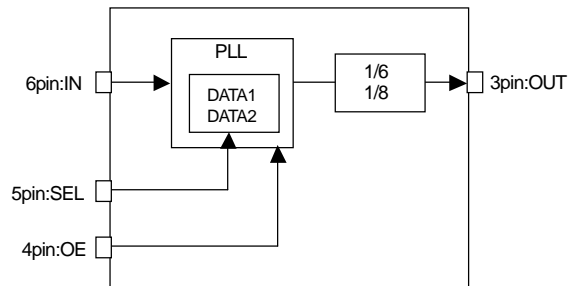 PLL
6pin:IN
DATA1
DATA2
1/6
1/8
3pin:OUT
5pin:SEL
4pin:OE